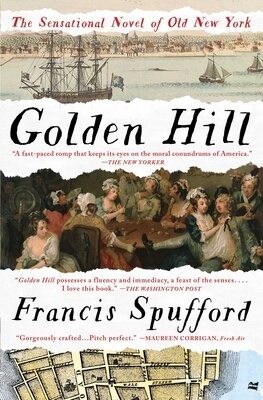 The Sensational Novel of Old New York
Golden Hill
"A fast-paced romp that keeps its eyes on the moral conundrums of America."
—THE NEW YORKER
"Golden Hill possesses a fluency and immediacy, a feast of the senses. . . .
I love this book." —THE WASHINGTON POST
Francis Spufford
"Gorgeously crafted…Pitch perfect." —MAUREEN CORRIGAN, Fresh Air